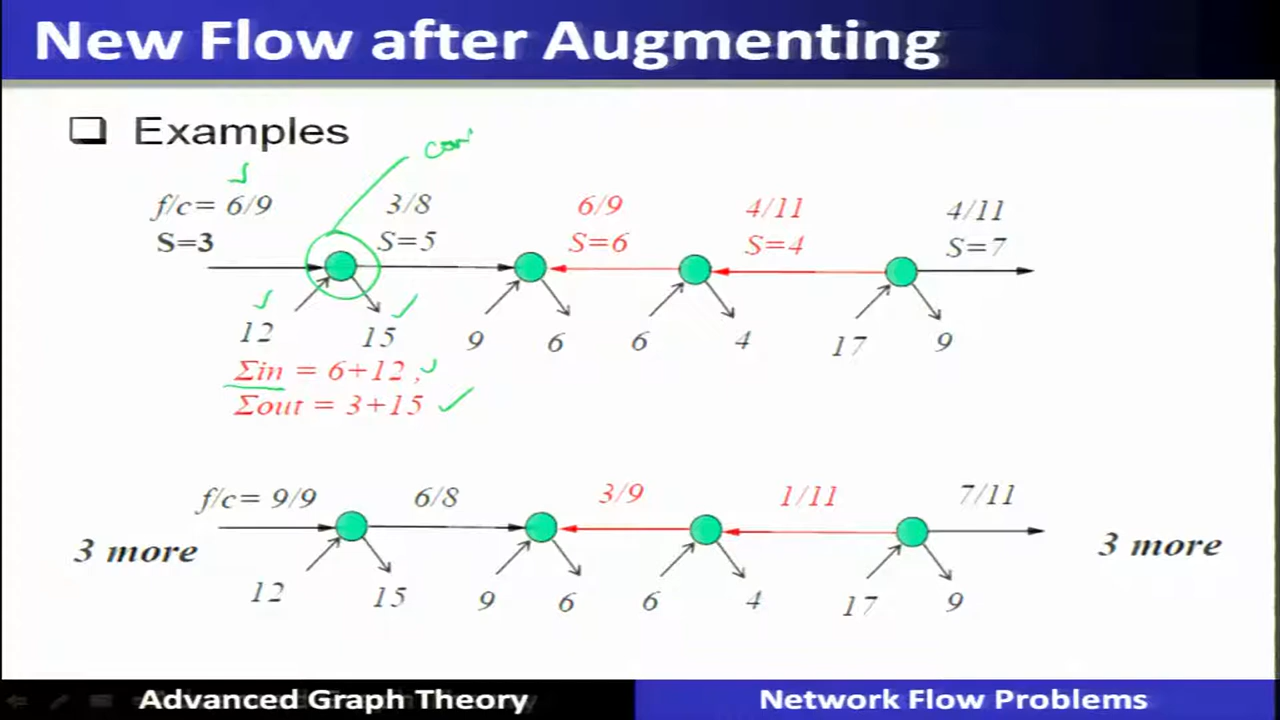 New Flow after Augmenting
Examples
f/c= 6/9 3/8 6/9 4/11 4/11
S=3 S=5 S=6 S=4 S=7
12 15 9 6 6 4 17 9
Σin = 6+12 ,
Σout = 3+15
f/c= 9/9 6/8 3/9 1/11 7/11
3 more 3 more
12 15 9 6 6 4 17 9
Advanced Graph Theory Network Flow Problems